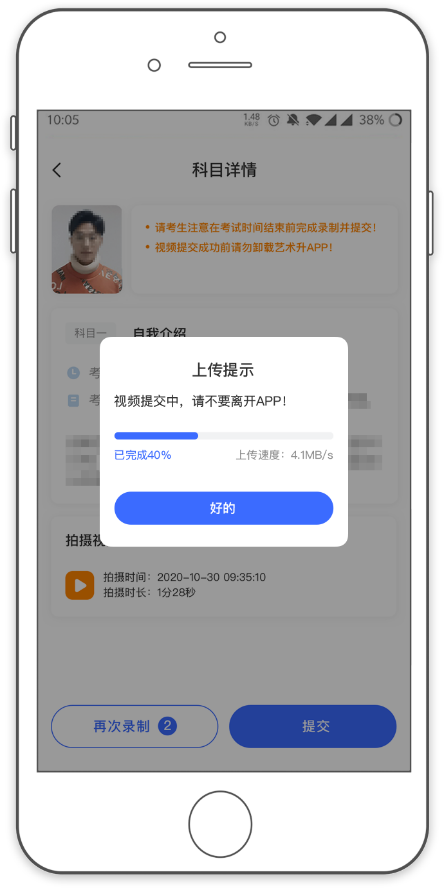 10:05
1.48
38%
科目详情
• 请考生注意在考试时间结束前完成录制并提交！
• 视频提交成功前请勿卸载艺术升APP！
科目一
自我介绍
考
考
上传提示
视频提交中，请不要离开APP！
已完成40%
上传速度：4.1MB/s
好的
拍摄视
拍摄时间：2020-10-30 09:35:10
拍摄时长：1分28秒
再次录制 2
提交